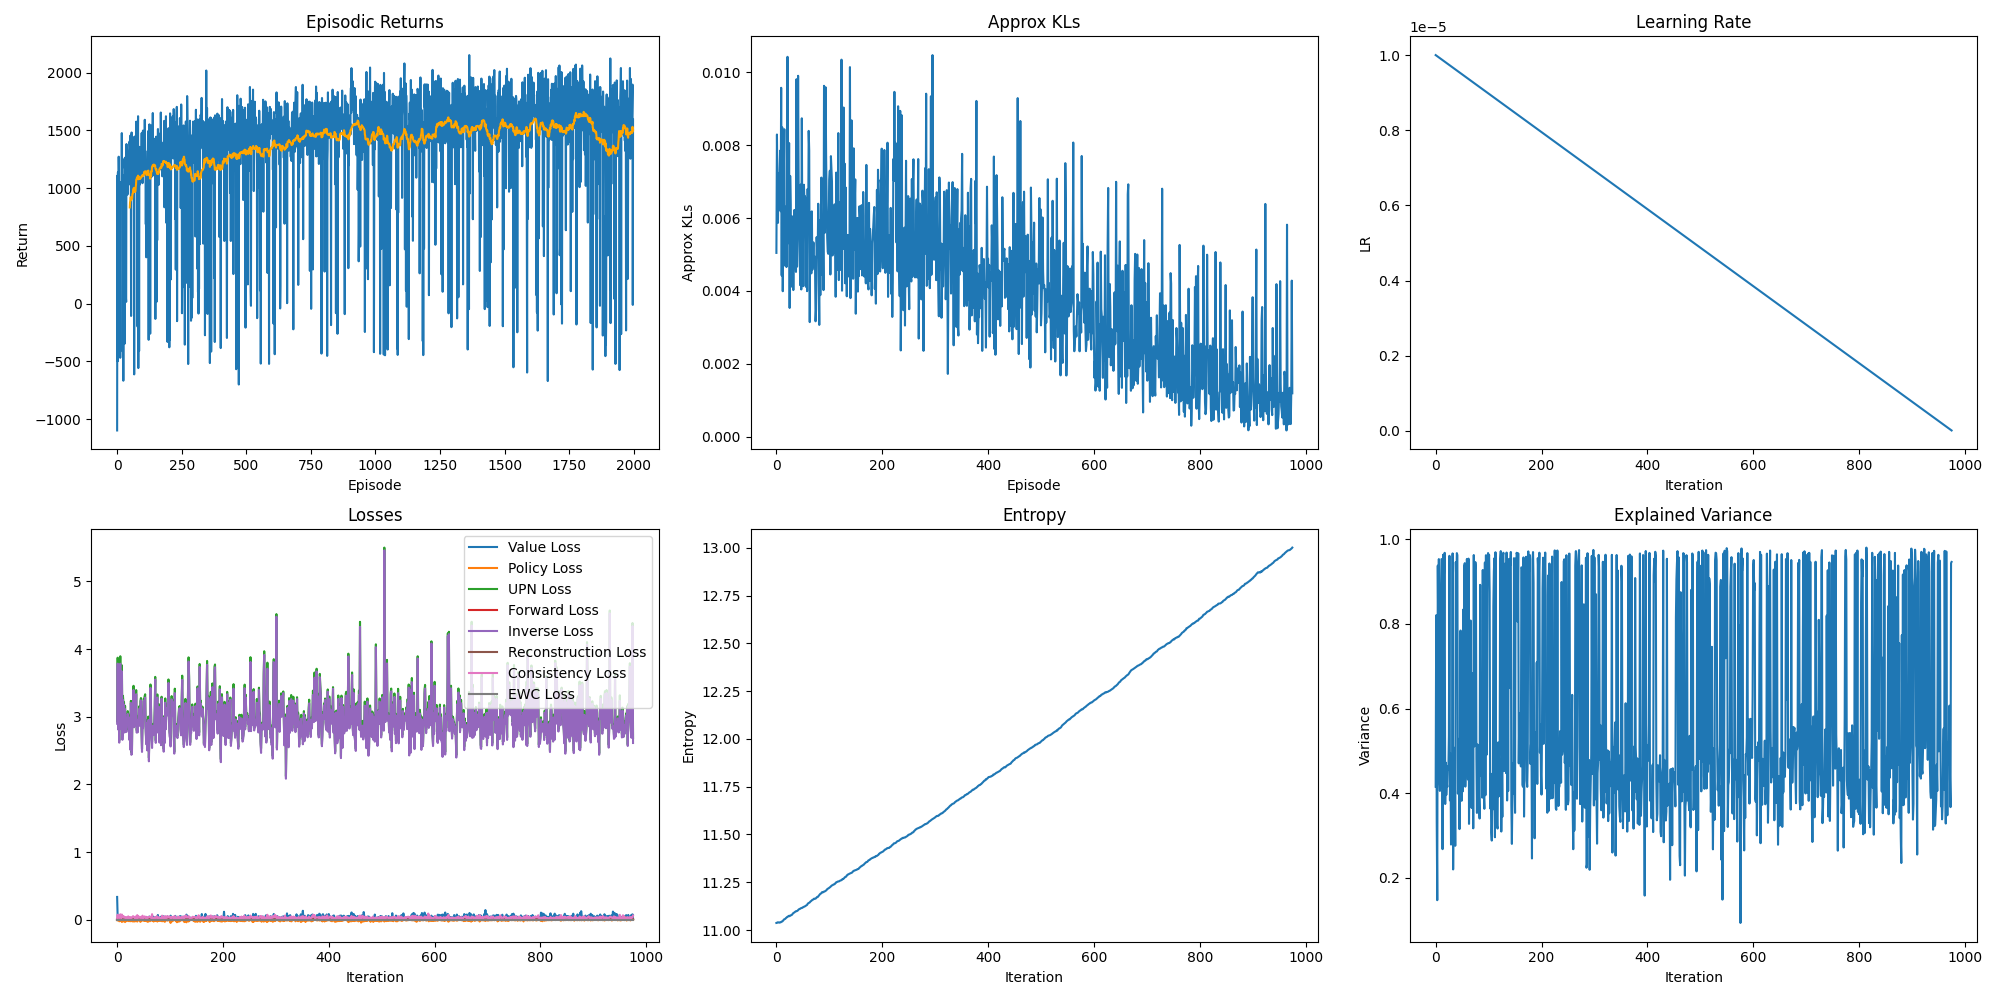 Episodic Returns
Return
2000
1500
1000
500
0
−500
−1000
0 250 500 750 1000 1250 1500 1750 2000
Episode
Approx KLs
Approx KLs
0.010
0.008
0.006
0.004
0.002
0.000
0 200 400 600 800 1000
Episode
Learning Rate
1e−5
LR
1.0
0.8
0.6
0.4
0.2
0.0
0 200 400 600 800 1000
Iteration
Losses
Loss
5
4
3
2
1
0
Value Loss
Policy Loss
UPN Loss
Forward Loss
Inverse Loss
Reconstruction Loss
Consistency Loss
EWC Loss
0 200 400 600 800 1000
Iteration
Entropy
Entropy
13.00
12.75
12.50
12.25
12.00
11.75
11.50
11.25
11.00
0 200 400 600 800 1000
Iteration
Explained Variance
Variance
1.0
0.8
0.6
0.4
0.2
0 200 400 600 800 1000
Iteration